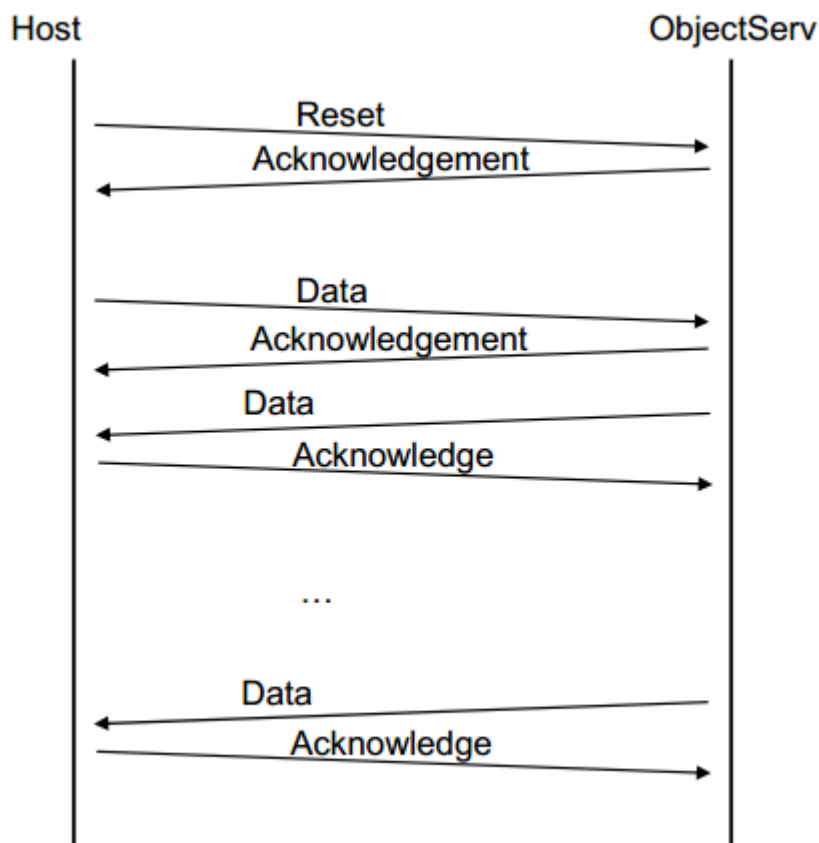 Host ObjectServ
Reset
Acknowledgement
Data
Acknowledgement
Data
Acknowledge
...
Data
Acknowledge